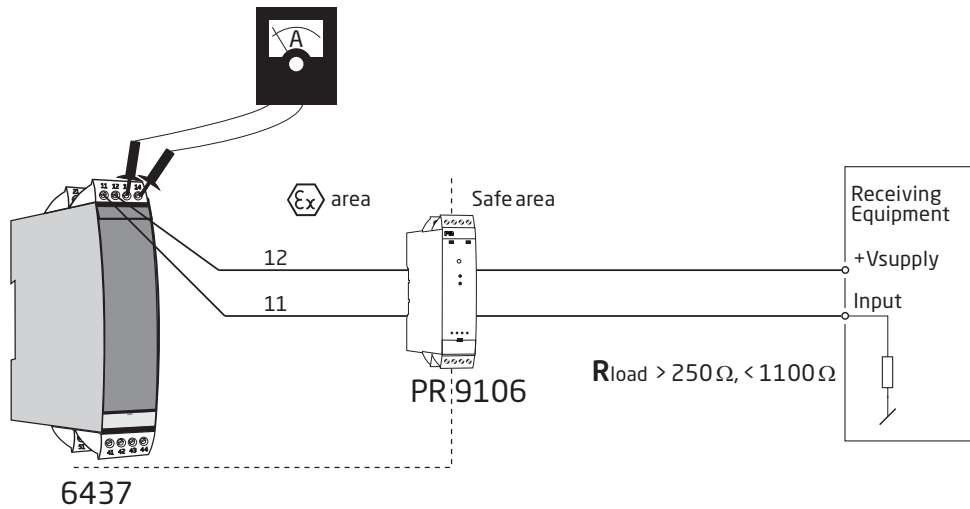 A
11 12 13 14
Ex area
Safe area
Receiving
Equipment
12
+Vsupply
11
Input
Rload > 250 Ω, < 1100 Ω
PR 9106
41 42 43 44
6437